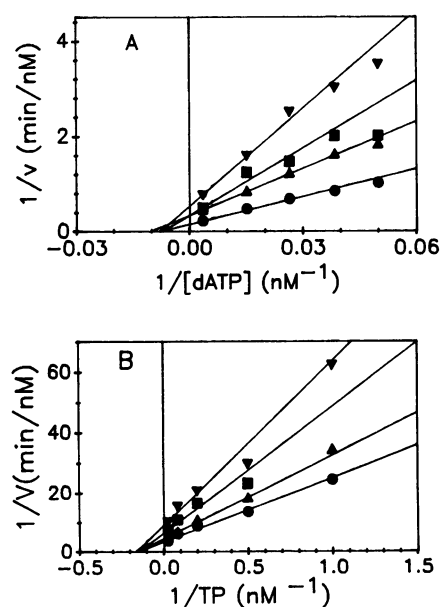 A
4
2
0
1/v (min/nM)
-0.03 0.00 0.03 0.06
1/[dATP] (nM⁻¹)
B
60
40
20
0
1/V(min/nM)
-0.5 0.0 0.5 1.0 1.5
1/TP (nM⁻¹)